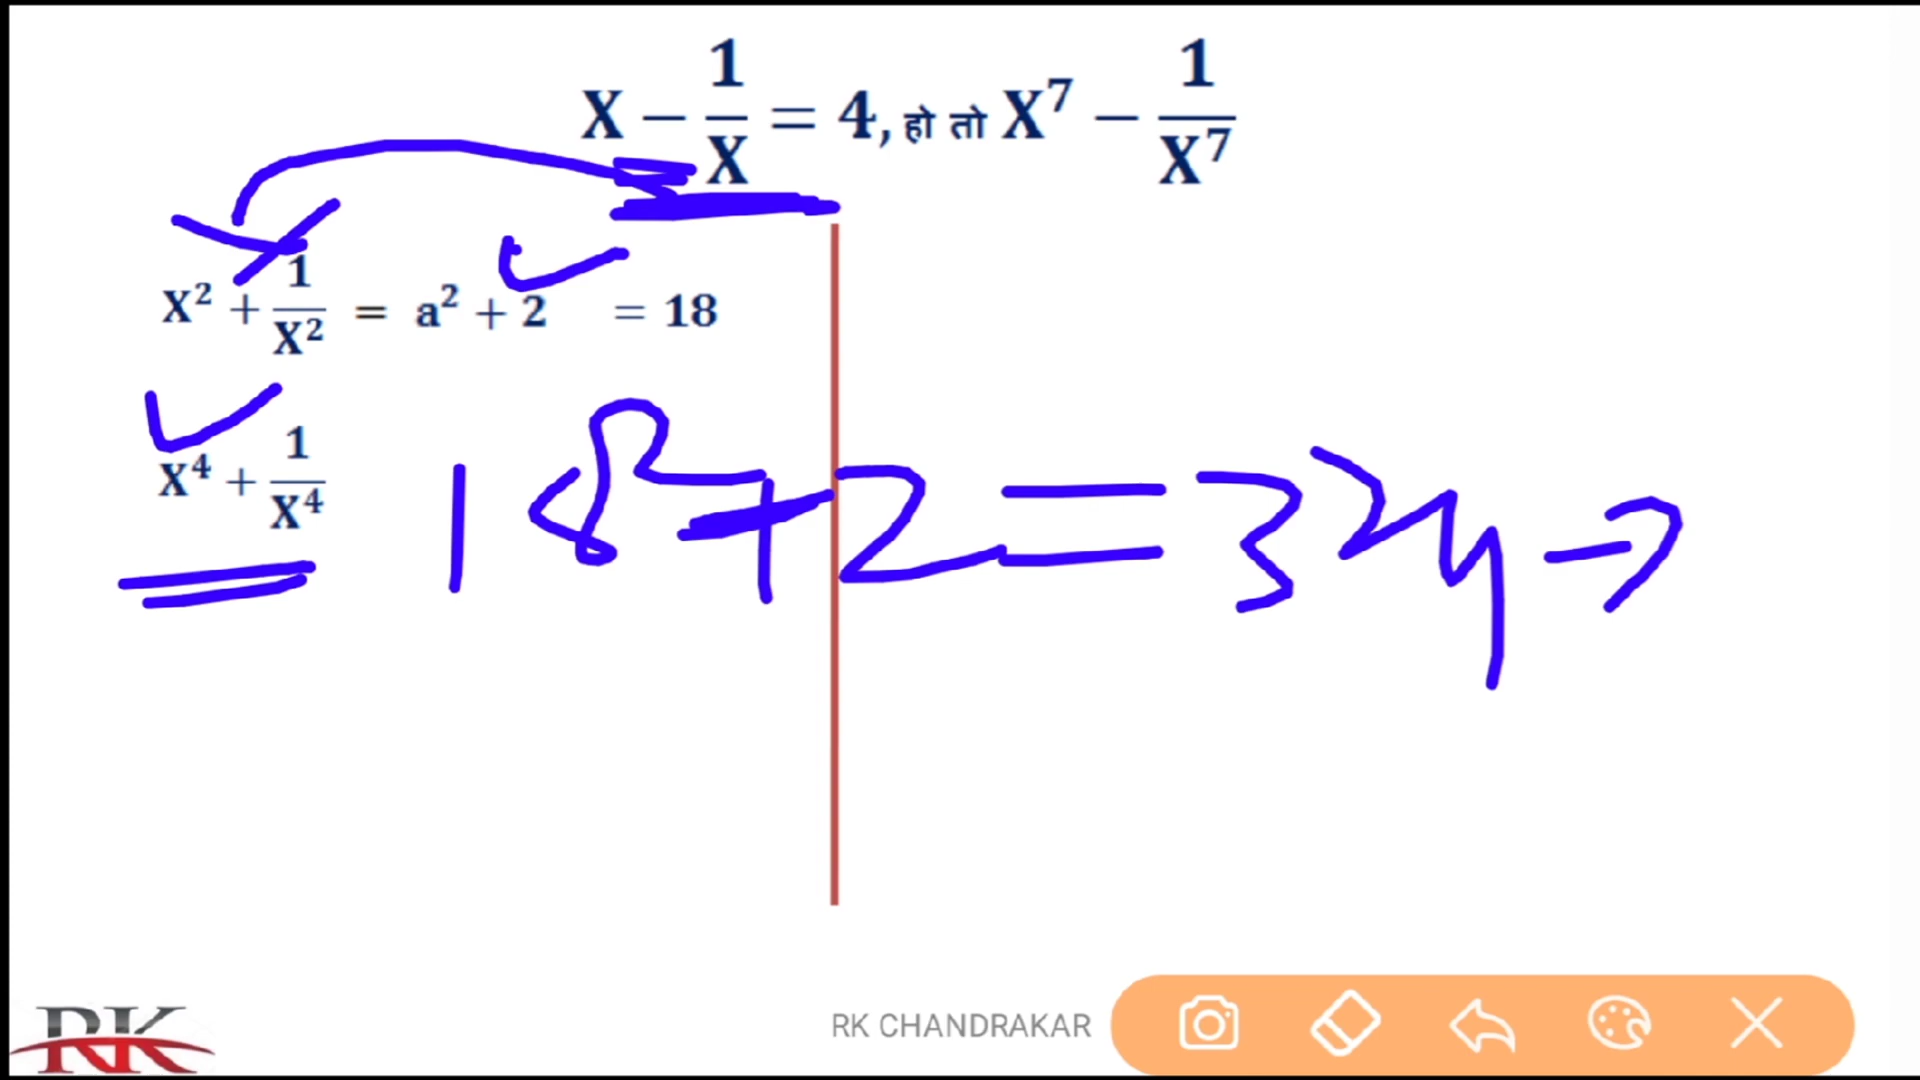 X - 1/X = 4, हो तो X⁷ - 1/X⁷
X² + 1/X² = a² + 2 = 18
X⁴ + 1/X⁴ 18² + 2 = 324
RK
RK CHANDRAKAR